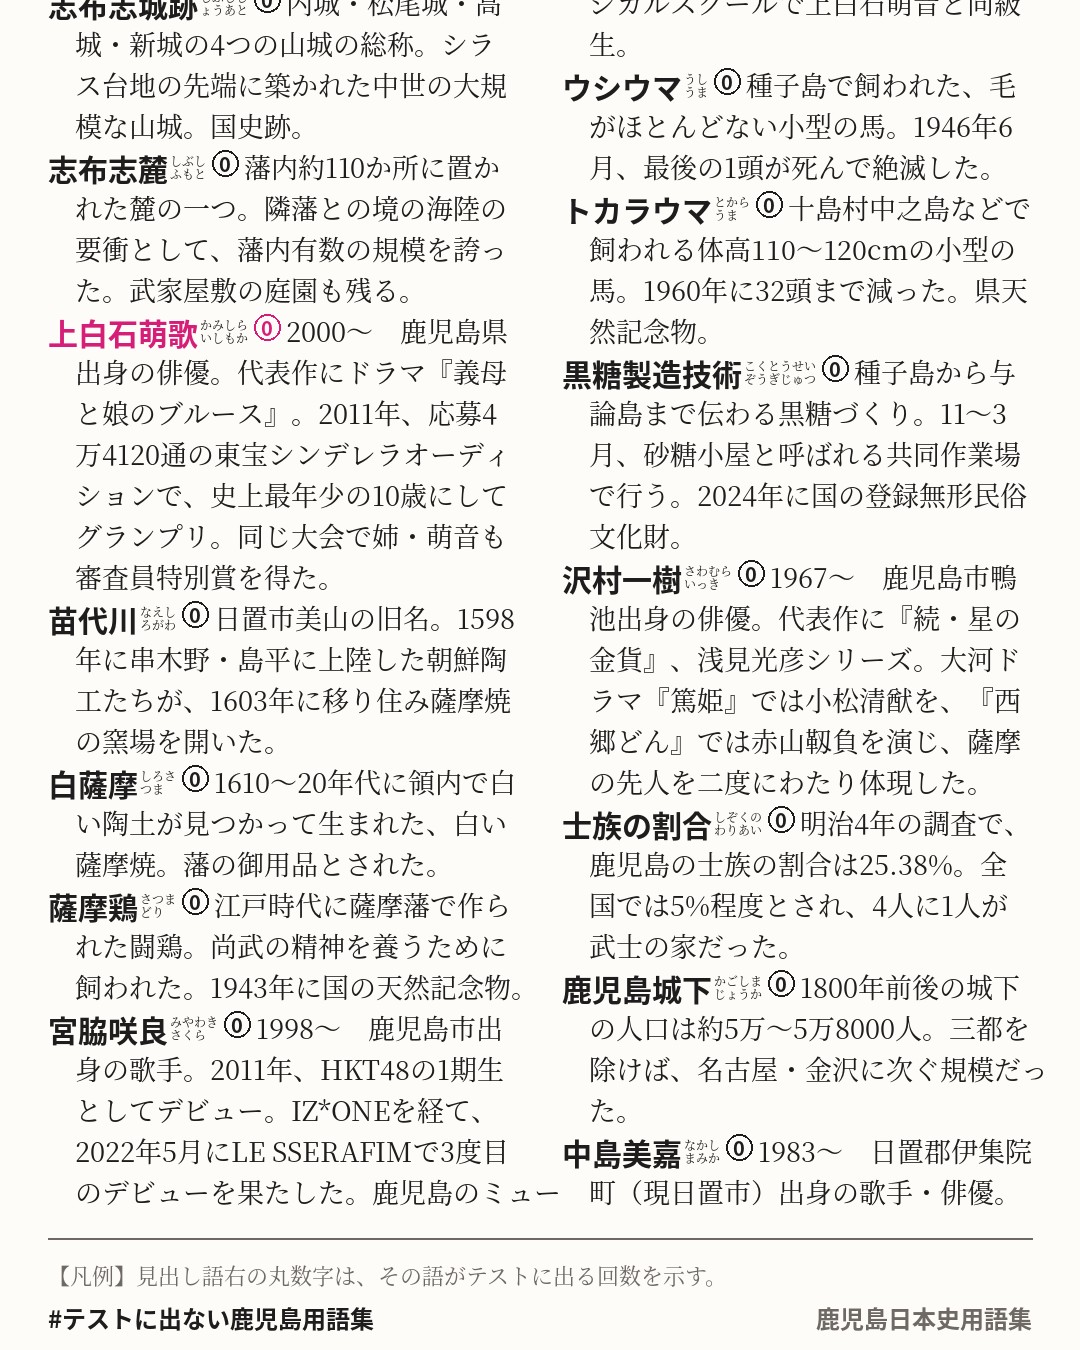 志布志城跡 しぶしじょうあと ⓪ 内城・松尾城・高
城・新城の4つの山城の総称。シラ
ス台地の先端に築かれた中世の大規
模な山城。国史跡。
志布志麓 しぶしふもと ⓪ 藩内約110か所に置か
れた麓の一つ。隣藩との境の海陸の
要衝として、藩内有数の規模を誇っ
た。武家屋敷の庭園も残る。
上白石萌歌 かみしらいしもか ⓪ 2000〜　鹿児島県
出身の俳優。代表作にドラマ『義母
と娘のブルース』。2011年、応募4
万4120通の東宝シンデレラオーディ
ションで、史上最年少の10歳にして
グランプリ。同じ大会で姉・萌音も
審査員特別賞を得た。
苗代川 なえしろがわ ⓪ 日置市美山の旧名。1598
年に串木野・島平に上陸した朝鮮陶
工たちが、1603年に移り住み薩摩焼
の窯場を開いた。
白薩摩 しろさつま ⓪ 1610〜20年代に領内で白
い陶土が見つかって生まれた、白い
薩摩焼。藩の御用品とされた。
薩摩鶏 さつまどり ⓪ 江戸時代に薩摩藩で作ら
れた闘鶏。尚武の精神を養うために
飼われた。1943年に国の天然記念物。
宮脇咲良 みやわきさくら ⓪ 1998〜　鹿児島市出
身の歌手。2011年、HKT48の1期生
としてデビュー。IZ*ONEを経て、
2022年5月にLE SSERAFIMで3度目
のデビューを果たした。鹿児島のミュー
ジカルスクールで上白石萌音と同級
生。
ウシウマ うしうま ⓪ 種子島で飼われた、毛
がほとんどない小型の馬。1946年6
月、最後の1頭が死んで絶滅した。
トカラウマ とからうま ⓪ 十島村中之島などで
飼われる体高110〜120cmの小型の
馬。1960年に32頭まで減った。県天
然記念物。
黒糖製造技術 こくとうせいぞうぎじゅつ ⓪ 種子島から与
論島まで伝わる黒糖づくり。11〜3
月、砂糖小屋と呼ばれる共同作業場
で行う。2024年に国の登録無形民俗
文化財。
沢村一樹 さわむらいっき ⓪ 1967〜　鹿児島市鴨
池出身の俳優。代表作に『続・星の
金貨』、浅見光彦シリーズ。大河ド
ラマ『篤姫』では小松清猷を、『西
郷どん』では赤山靱負を演じ、薩摩
の先人を二度にわたり体現した。
士族の割合 しぞくのわりあい ⓪ 明治4年の調査で、
鹿児島の士族の割合は25.38%。全
国では5%程度とされ、4人に1人が
武士の家だった。
鹿児島城下 かごしまじょうか ⓪ 1800年前後の城下
の人口は約5万〜5万8000人。三都を
除けば、名古屋・金沢に次ぐ規模だっ
た。
中島美嘉 なかしまみか ⓪ 1983〜　日置郡伊集院
町（現日置市）出身の歌手・俳優。
【凡例】見出し語右の丸数字は、その語がテストに出る回数を示す。
#テストに出ない鹿児島用語集
鹿児島日本史用語集